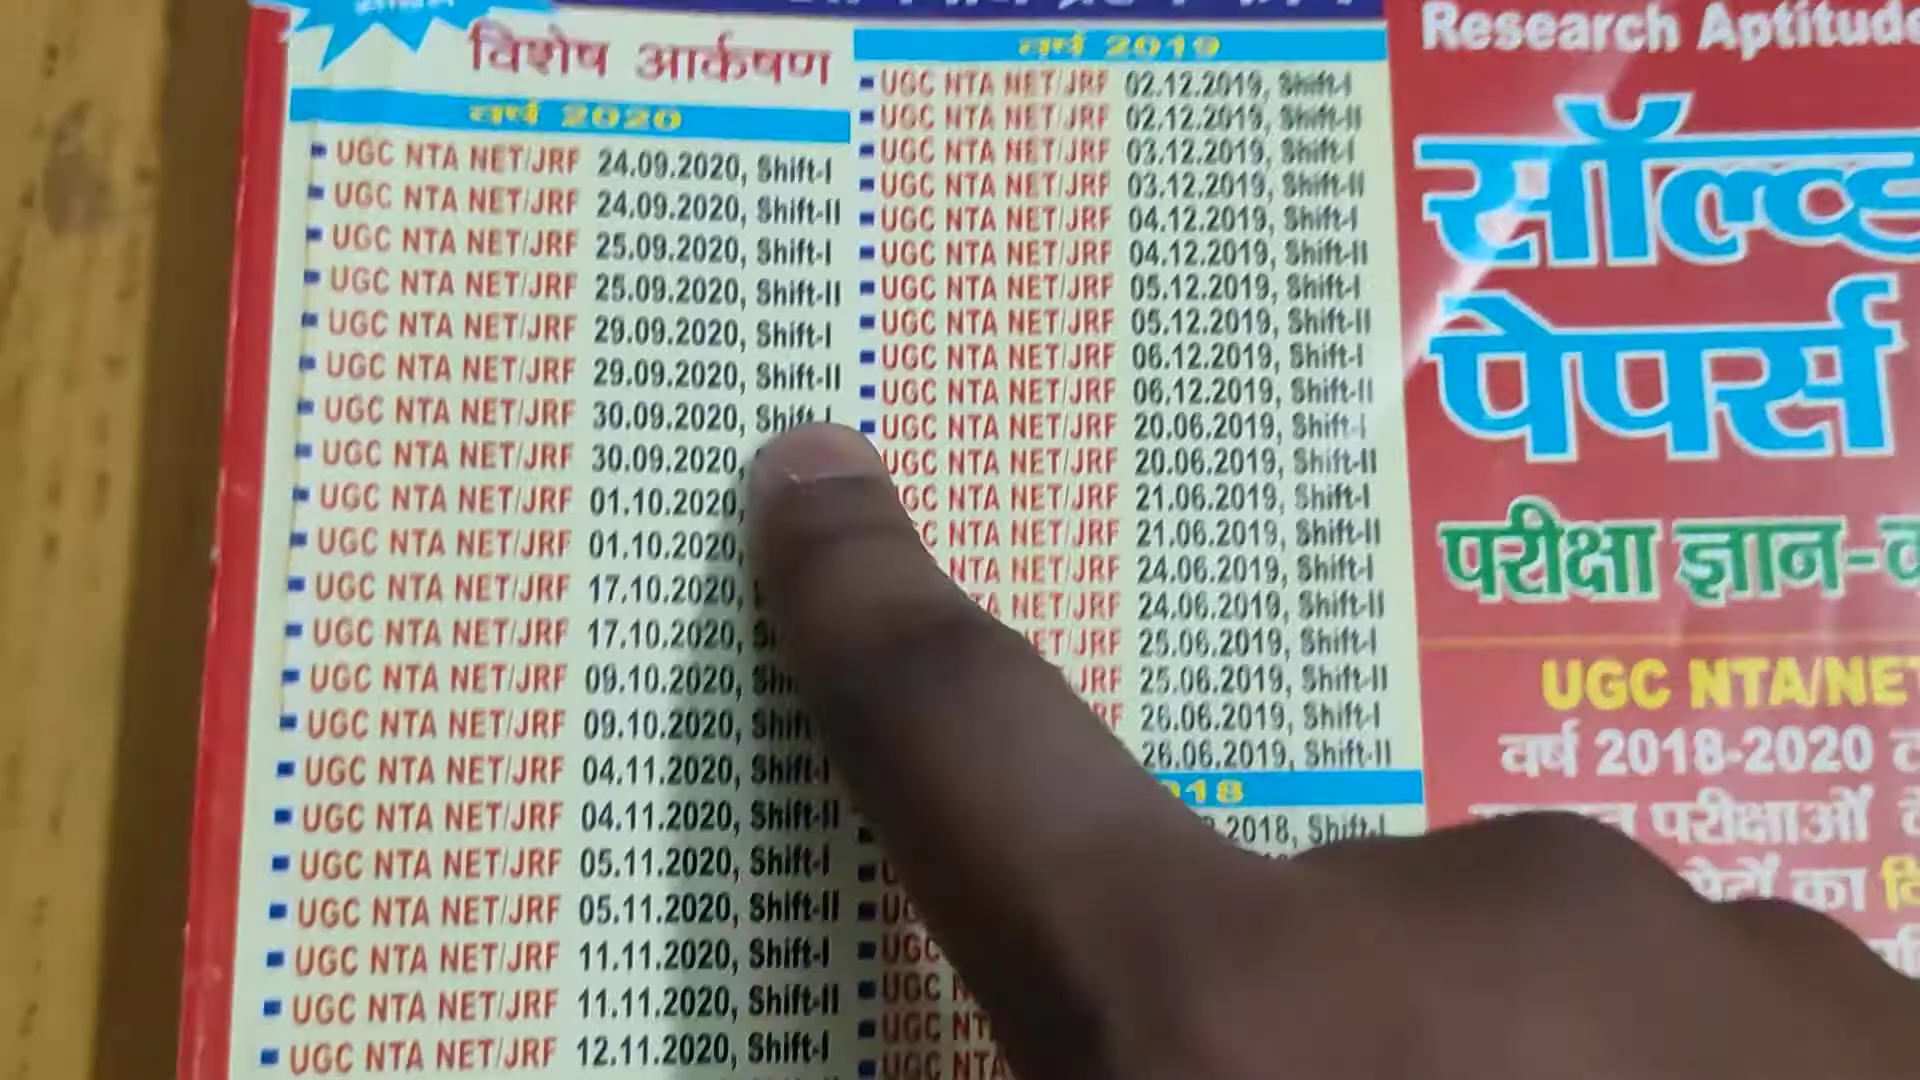 विशेष आर्कषण
वर्ष 2020
UGC NTA NET/JRF 24.09.2020, Shift-I
UGC NTA NET/JRF 24.09.2020, Shift-II
UGC NTA NET/JRF 25.09.2020, Shift-I
UGC NTA NET/JRF 25.09.2020, Shift-II
UGC NTA NET/JRF 29.09.2020, Shift-I
UGC NTA NET/JRF 29.09.2020, Shift-II
UGC NTA NET/JRF 30.09.2020, Shift-I
UGC NTA NET/JRF 30.09.2020,
UGC NTA NET/JRF 01.10.2020,
UGC NTA NET/JRF 01.10.2020,
UGC NTA NET/JRF 17.10.2020,
UGC NTA NET/JRF 17.10.2020,
UGC NTA NET/JRF 09.10.2020,
UGC NTA NET/JRF 09.10.2020,
UGC NTA NET/JRF 04.11.2020, Shift-I
UGC NTA NET/JRF 04.11.2020, Shift-II
UGC NTA NET/JRF 05.11.2020, Shift-I
UGC NTA NET/JRF 05.11.2020, Shift-II
UGC NTA NET/JRF 11.11.2020, Shift-I
UGC NTA NET/JRF 11.11.2020, Shift-II
UGC NTA NET/JRF 12.11.2020, Shift-I
वर्ष 2019
UGC NTA NET/JRF 02.12.2019, Shift-I
UGC NTA NET/JRF 02.12.2019, Shift-II
UGC NTA NET/JRF 03.12.2019, Shift-I
UGC NTA NET/JRF 03.12.2019, Shift-II
UGC NTA NET/JRF 04.12.2019, Shift-I
UGC NTA NET/JRF 04.12.2019, Shift-II
UGC NTA NET/JRF 05.12.2019, Shift-I
UGC NTA NET/JRF 05.12.2019, Shift-II
UGC NTA NET/JRF 06.12.2019, Shift-I
UGC NTA NET/JRF 06.12.2019, Shift-II
UGC NTA NET/JRF 20.06.2019, Shift-I
UGC NTA NET/JRF 20.06.2019, Shift-II
NTA NET/JRF 21.06.2019, Shift-I
NTA NET/JRF 21.06.2019, Shift-II
NTA NET/JRF 24.06.2019, Shift-I
NET/JRF 24.06.2019, Shift-II
25.06.2019, Shift-I
JRF 25.06.2019, Shift-II
26.06.2019, Shift-I
26.06.2019, Shift-II
2018, Shift-I
UGC
UGC
UGC
UGC NTA
Research Aptitude
सॉल्व्ड
पेपर्स
परीक्षा ज्ञान-
UGC NTA/NET
वर्ष 2018-2020
परीक्षाओं
का